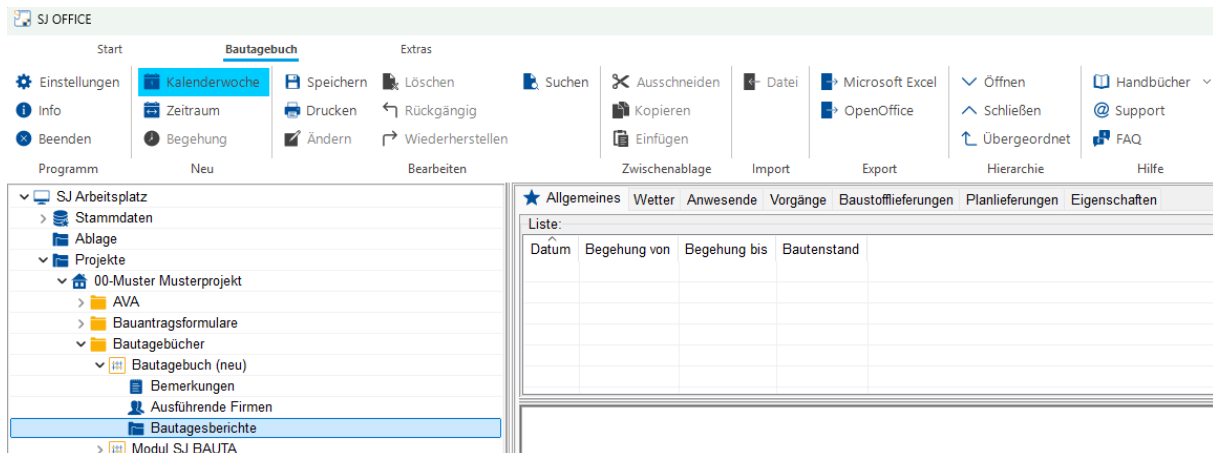 SJ OFFICE
Start Bautagebuch Extras
Einstellungen Kalenderwoche Speichern Löschen Suchen Ausschneiden Datei Microsoft Excel Öffnen Handbücher
Info Zeitraum Drucken Rückgängig Kopieren OpenOffice Schließen Support
Beenden Begehung Ändern Wiederherstellen Einfügen Übergeordnet FAQ
Programm Neu Bearbeiten Zwischenablage Import Export Hierarchie Hilfe
SJ Arbeitsplatz
Stammdaten
Ablage
Projekte
00-Muster Musterprojekt
AVA
Bauantragsformulare
Bautagebücher
Bautagebuch (neu)
Bemerkungen
Ausführende Firmen
Bautagesberichte
Modul SJ BAUTA
Allgemeines Wetter Anwesende Vorgänge Baustofflieferungen Planlieferungen Eigenschaften
Liste:
Datum Begehung von Begehung bis Bautenstand